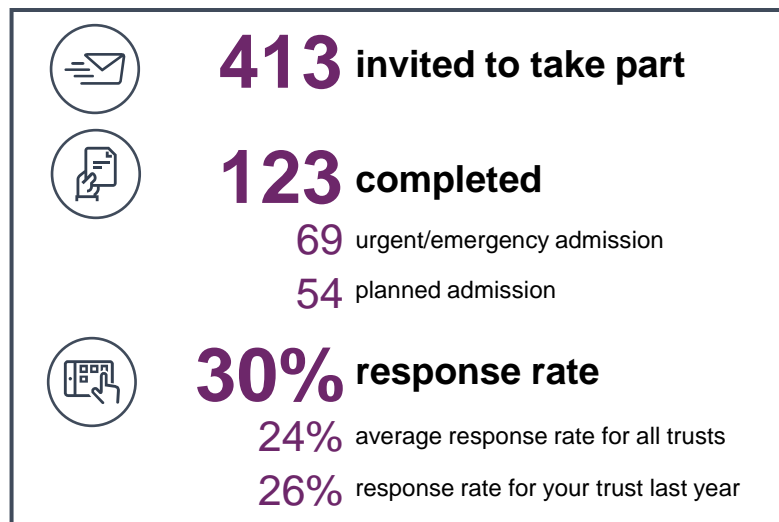 413 invited to take part
123 completed
69 urgent/emergency admission
54 planned admission
30% response rate
24% average response rate for all trusts
26% response rate for your trust last year